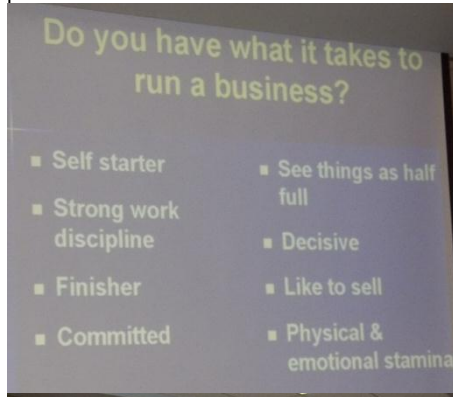 Do you have what it takes to
run a business?
■ Self starter
■ Strong work
discipline
■ Finisher
■ Committed
■ See things as half
full
■ Decisive
■ Like to sell
■ Physical &
emotional stamina